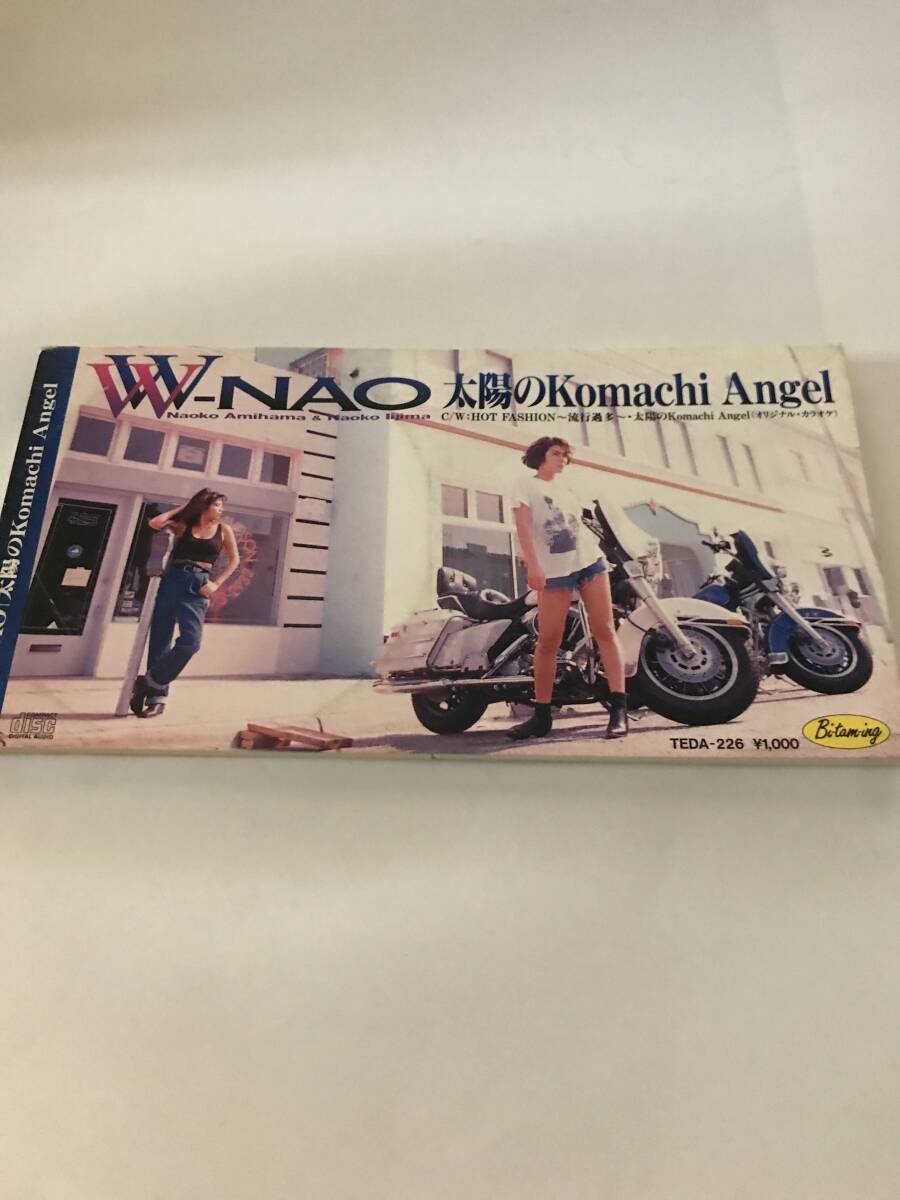 W-NAO
Naoko Amihama & Naoko Iijima
太陽のKomachi Angel
C/W:HOT FASHION～流行過多～・太陽のKomachi Angel(オリジナル・カラオケ)
太陽のKomachi Angel
COMPACT
disc
DIGITAL AUDIO
TEDA-226 ¥1,000
Bi-tam-ing